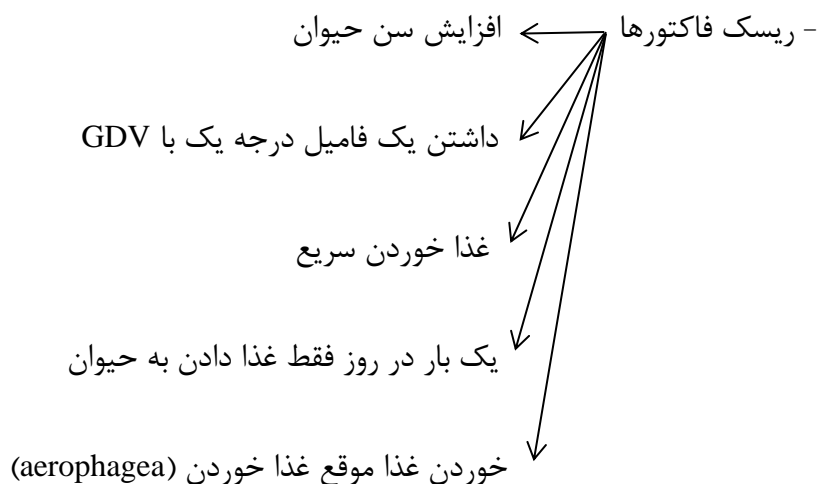 - ریسک فاکتورها
افزایش سن حیوان
داشتن یک فامیل درجه یک با GDV
غذا خوردن سریع
یک بار در روز فقط غذا دادن به حیوان
خوردن غذا موقع غذا خوردن (aerophagea)